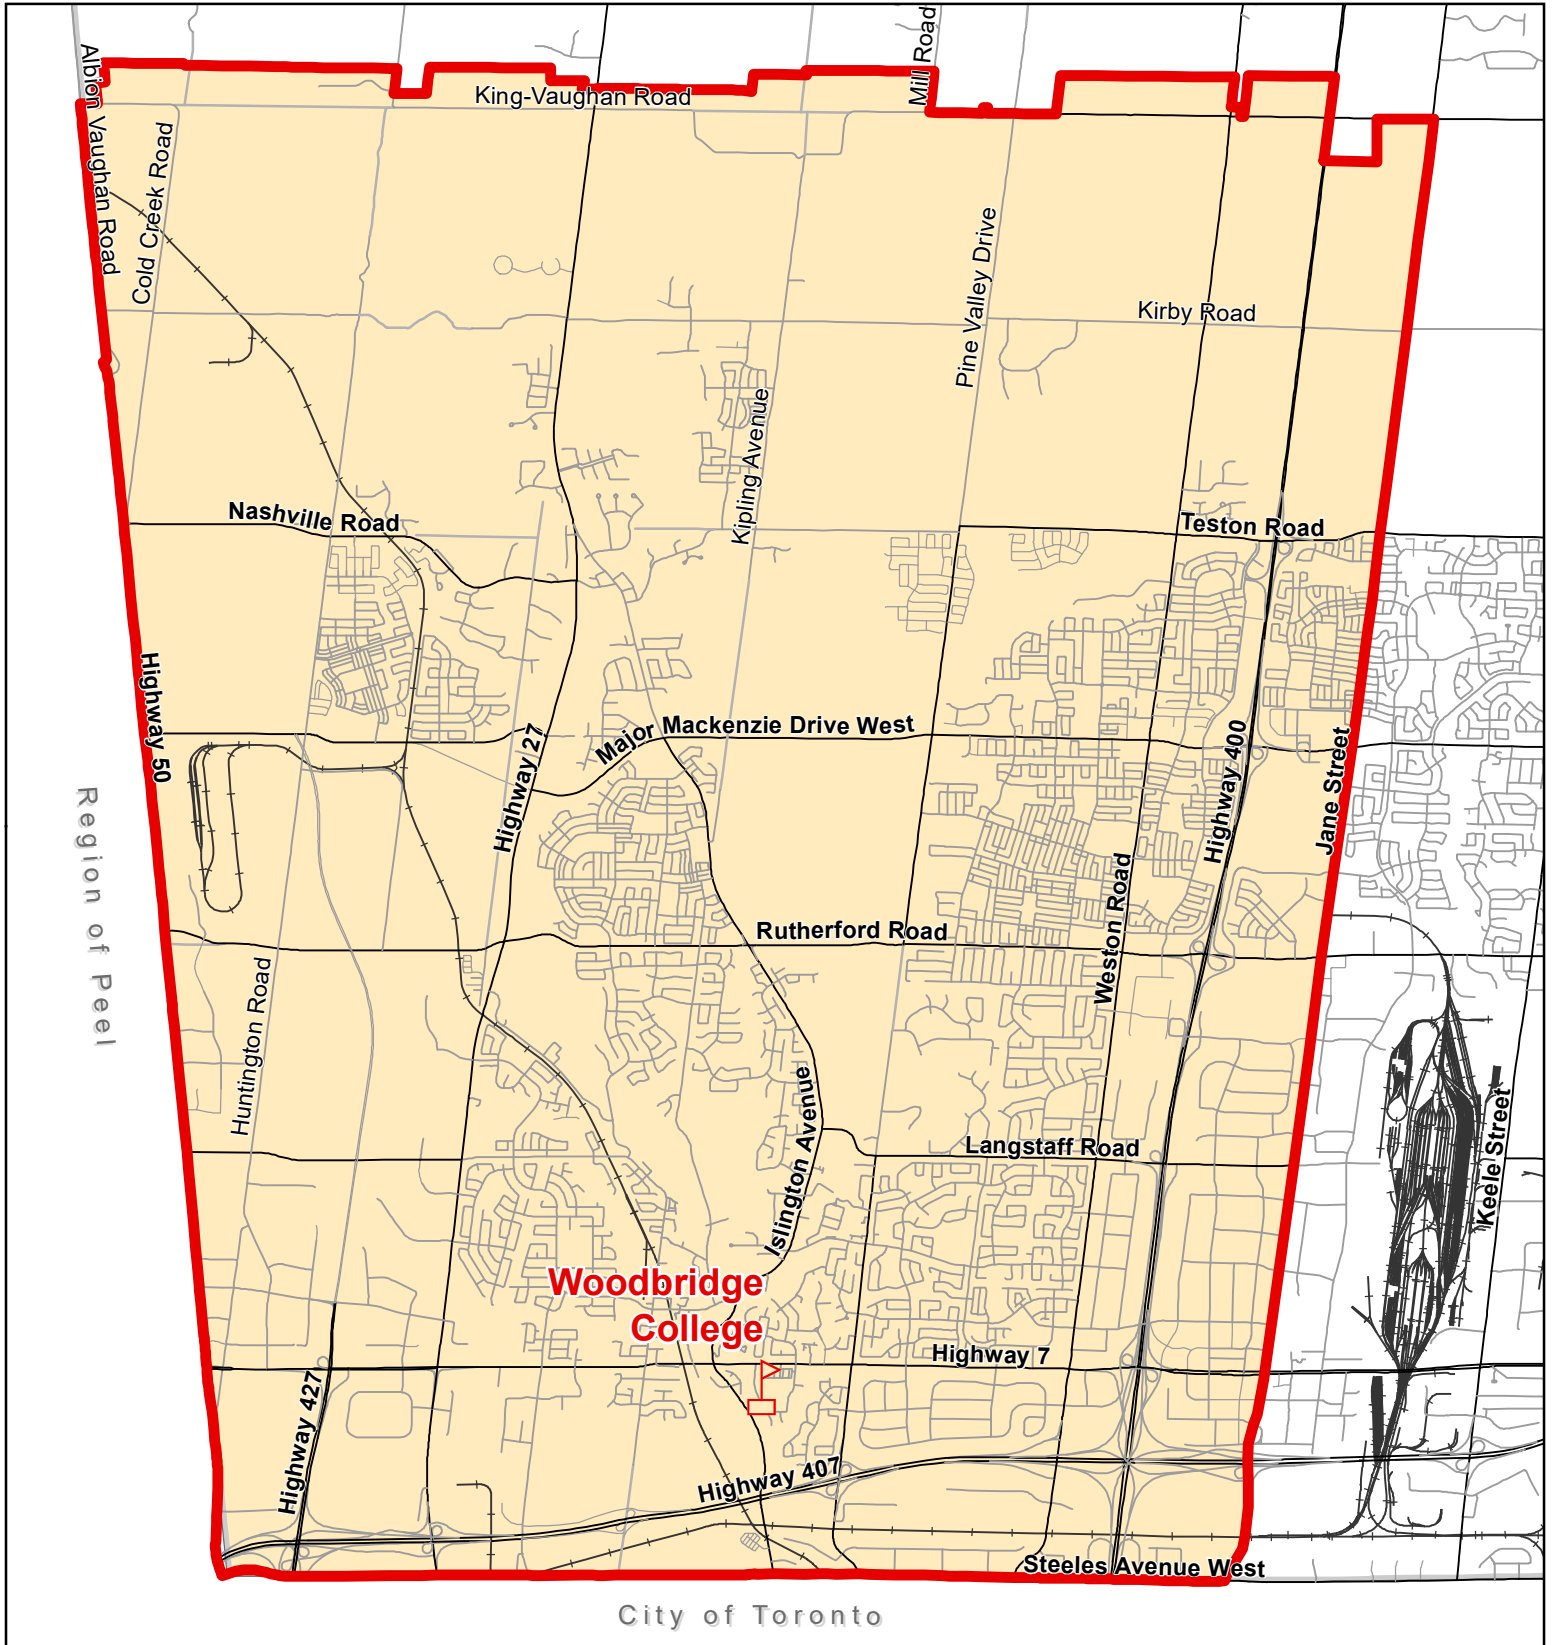 Mill Road
Albion Vaughan Road
King-Vaughan Road
Cold Creek Road
Pine Valley Drive
Kirby Road
Kipling Avenue
Nashville Road
Teston Road
Highway 50
Highway 27
Major Mackenzie Drive West
Highway 400
Jane Street
Region of Peel
Weston Road
Rutherford Road
Huntington Road
Islington Avenue
Langstaff Road
Keele Street
Woodbridge
College
Highway 7
Highway 427
Highway 407
Steeles Avenue West
City of Toronto